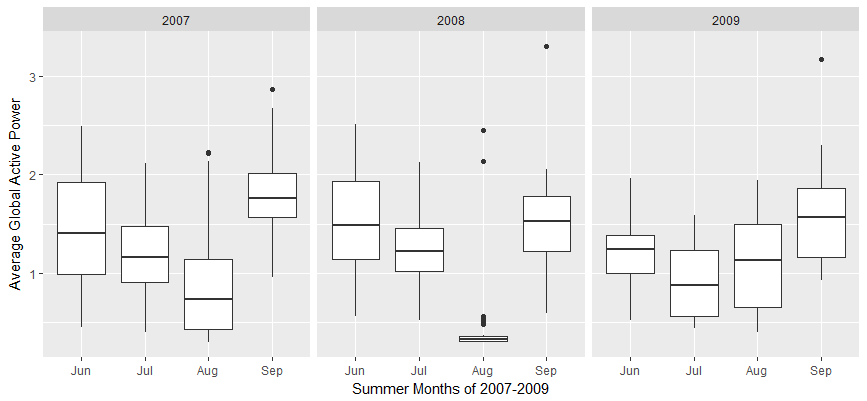 2007 2008 2009
Average Global Active Power
3
2
1
Jun Jul Aug Sep Jun Jul Aug Sep Jun Jul Aug Sep
Summer Months of 2007-2009